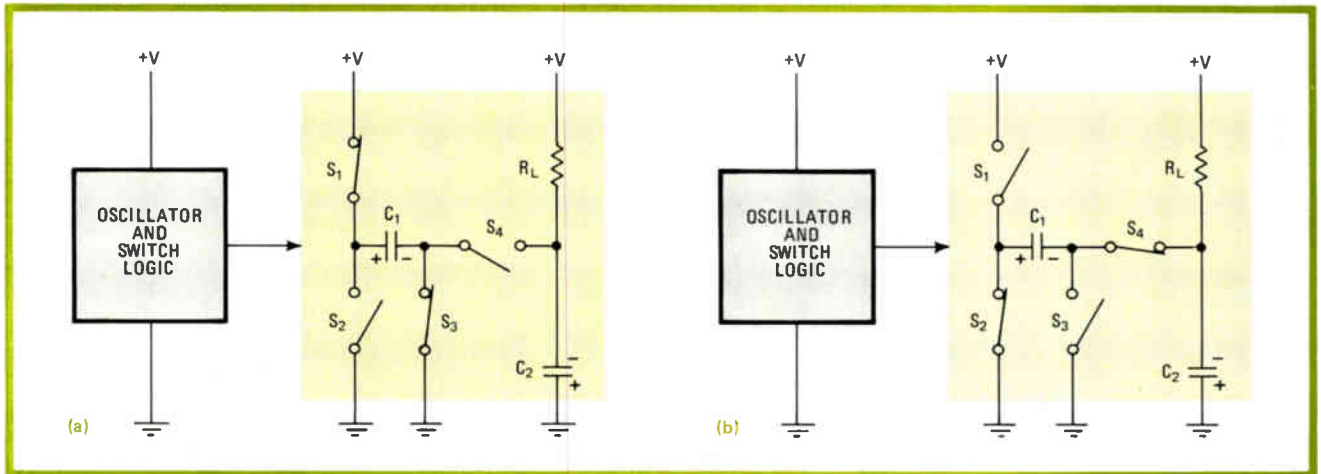 +V
+V
+V
OSCILLATOR
AND
SWITCH
LOGIC
S1
C1
+ -
S4
RL
S2
S3
C2
-
+
(a)
+V
+V
+V
OSCILLATOR
AND
SWITCH
LOGIC
S1
C1
+ -
S4
RL
S2
S3
C2
-
+
(b)